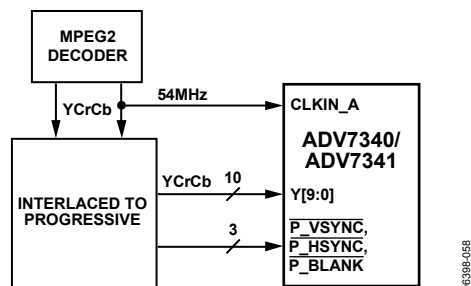 MPEG2
DECODER
YCrCb
54MHz
CLKIN_A
ADV7340/
ADV7341
INTERLACED TO
PROGRESSIVE
YCrCb
10
Y[9:0]
3
P_VSYNC,
P_HSYNC,
P_BLANK
06398-058